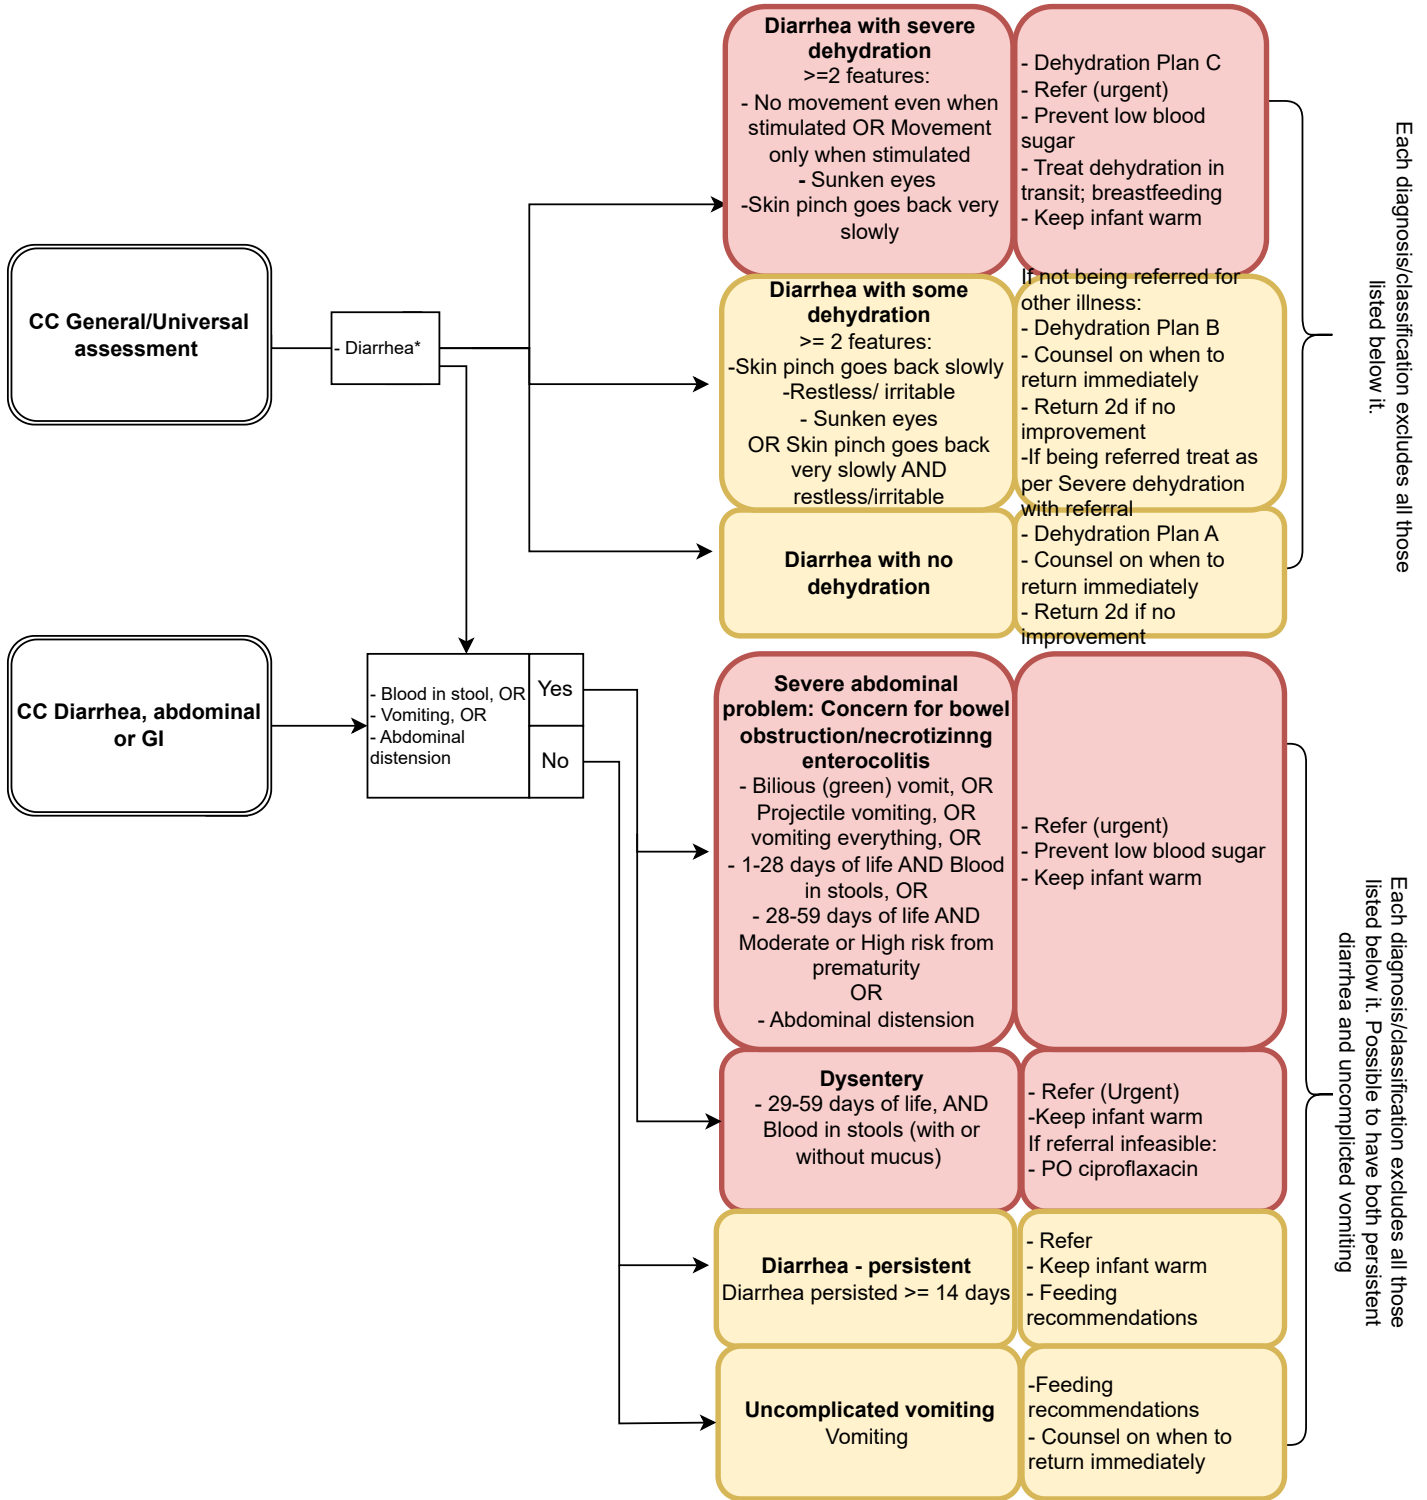 CC General/Universal
assessment
- Diarrhea*
Diarrhea with severe
dehydration
>=2 features:
- No movement even when
stimulated OR Movement
only when stimulated
- Sunken eyes
-Skin pinch goes back very
slowly
- Dehydration Plan C
- Refer (urgent)
- Prevent low blood
sugar
- Treat dehydration in
transit; breastfeeding
- Keep infant warm
Diarrhea with some
dehydration
>= 2 features:
-Skin pinch goes back slowly
-Restless/ irritable
- Sunken eyes
OR Skin pinch goes back
very slowly AND
restless/irritable
If not being referred for
other illness:
- Dehydration Plan B
- Counsel on when to
return immediately
- Return 2d if no
improvement
-If being referred treat as
per Severe dehydration
with referral
Diarrhea with no
dehydration
- Dehydration Plan A
- Counsel on when to
return immediately
- Return 2d if no
improvement
Each diagnosis/classification excludes all those
listed below it.
CC Diarrhea, abdominal
or GI
- Blood in stool, OR
- Vomiting, OR
- Abdominal
distension
Yes
No
Severe abdominal
problem: Concern for bowel
obstruction/necrotizinng
enterocolitis
- Bilious (green) vomit, OR
Projectile vomiting, OR
vomiting everything, OR
- 1-28 days of life AND Blood
in stools, OR
- 28-59 days of life AND
Moderate or High risk from
prematurity
OR
- Abdominal distension
- Refer (urgent)
- Prevent low blood sugar
- Keep infant warm
Dysentery
- 29-59 days of life, AND
Blood in stools (with or
without mucus)
- Refer (Urgent)
-Keep infant warm
If referral infeasible:
- PO ciproflaxacin
Diarrhea - persistent
Diarrhea persisted >= 14 days
- Refer
- Keep infant warm
- Feeding
recommendations
Uncomplicated vomiting
Vomiting
-Feeding
recommendations
- Counsel on when to
return immediately
Each diagnosis/classification excludes all those
listed below it. Possible to have both persistent
diarrhea and uncomplicted vomiting